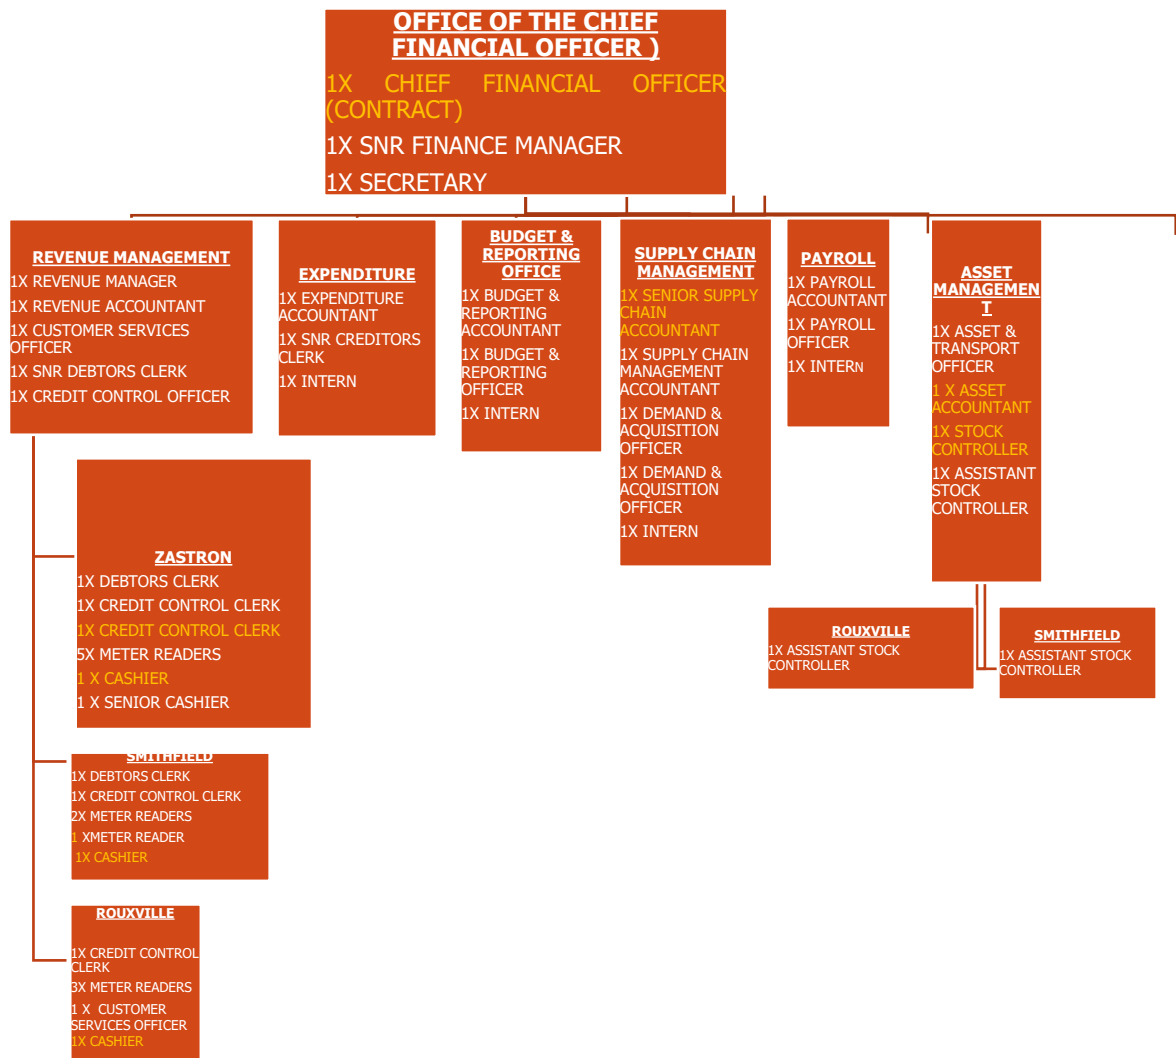 OFFICE OF THE CHIEF
FINANCIAL OFFICER )
1X CHIEF FINANCIAL OFFICER
(CONTRACT)
1X SNR FINANCE MANAGER
1X SECRETARY
REVENUE MANAGEMENT
1X REVENUE MANAGER
1X REVENUE ACCOUNTANT
1X CUSTOMER SERVICES
OFFICER
1X SNR DEBTORS CLERK
1X CREDIT CONTROL OFFICER
EXPENDITURE
1X EXPENDITURE
ACCOUNTANT
1X SNR CREDITORS
CLERK
1X INTERN
BUDGET &
REPORTING
OFFICE
1X BUDGET &
REPORTING
ACCOUNTANT
1X BUDGET &
REPORTING
OFFICER
1X INTERN
SUPPLY CHAIN
MANAGEMENT
1X SENIOR SUPPLY
CHAIN
ACCOUNTANT
1X SUPPLY CHAIN
MANAGEMENT
ACCOUNTANT
1X DEMAND &
ACQUISITION
OFFICER
1X DEMAND &
ACQUISITION
OFFICER
1X INTERN
PAYROLL
1X PAYROLL
ACCOUNTANT
1X PAYROLL
OFFICER
1X INTERN
ASSET
MANAGEMEN
T
1X ASSET &
TRANSPORT
OFFICER
1 X ASSET
ACCOUNTANT
1X STOCK
CONTROLLER
1X ASSISTANT
STOCK
CONTROLLER
ZASTRON
1X DEBTORS CLERK
1X CREDIT CONTROL CLERK
1X CREDIT CONTROL CLERK
5X METER READERS
1 X CASHIER
1 X SENIOR CASHIER
ROUXVILLE
1X ASSISTANT STOCK
CONTROLLER
SMITHFIELD
1X ASSISTANT STOCK
CONTROLLER
SMITHFIELD
1X DEBTORS CLERK
1X CREDIT CONTROL CLERK
2X METER READERS
1 XMETER READER
1X CASHIER
ROUXVILLE
1X CREDIT CONTROL
CLERK
3X METER READERS
1 X CUSTOMER
SERVICES OFFICER
1X CASHIER